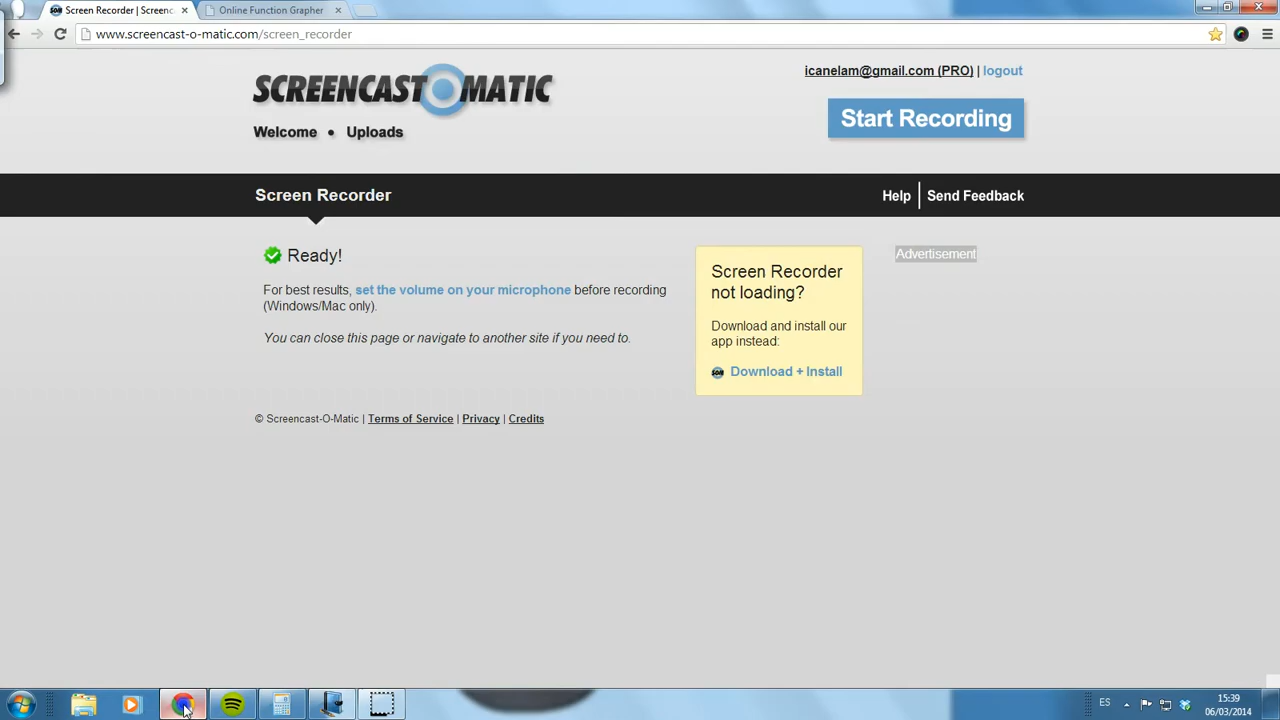 Screen Recorder | Screenc
Online Function Grapher
www.screencast-o-matic.com/screen_recorder
SCREENCAST O MATIC
icanelam@gmail.com (PRO) | logout
Welcome • Uploads
Start Recording
Screen Recorder
Help | Send Feedback
Ready!
For best results, set the volume on your microphone before recording
(Windows/Mac only).
You can close this page or navigate to another site if you need to.
Screen Recorder
not loading?
Download and install our
app instead:
SOM Download + Install
Advertisement
© Screencast-O-Matic | Terms of Service | Privacy | Credits
ES
15:39
06/03/2014